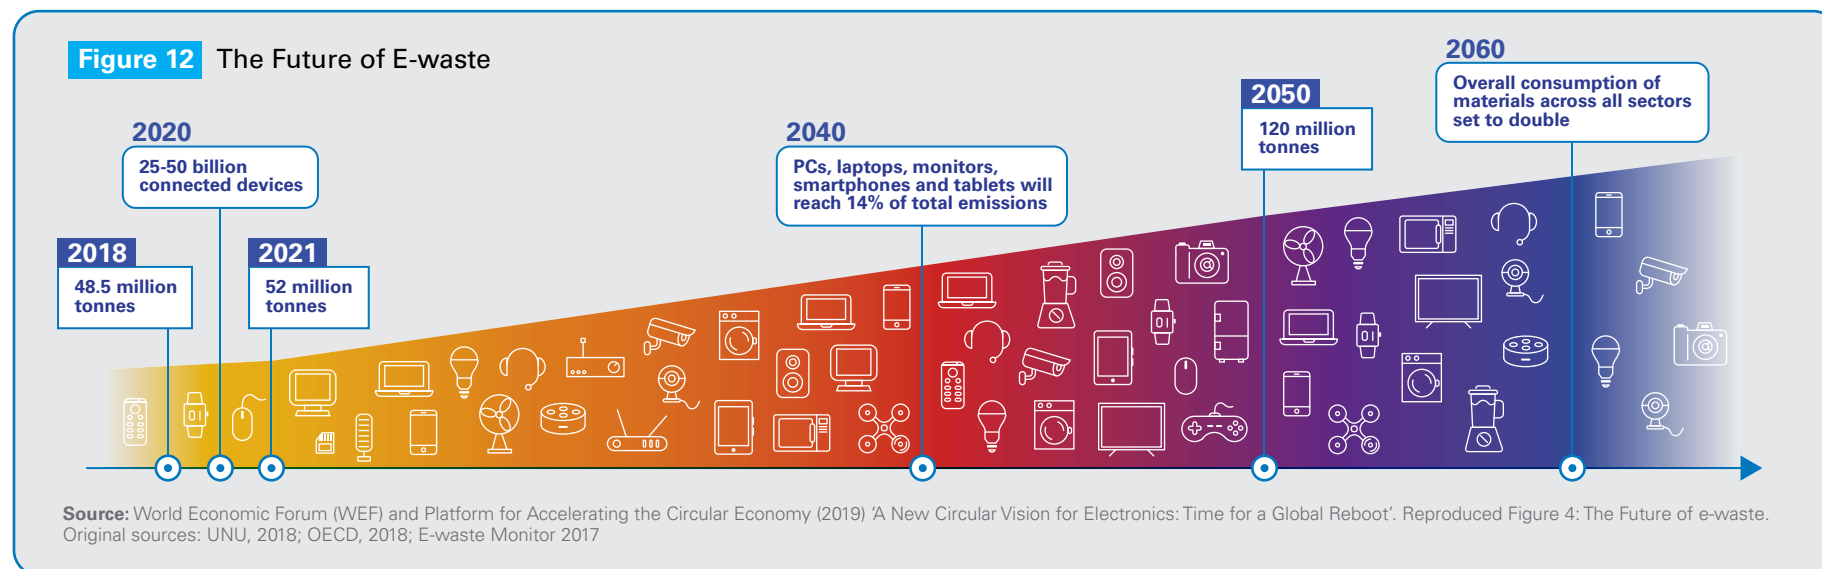 Figure 12 The Future of E-waste
2018
48.5 million
tonnes
2020
25-50 billion
connected devices
2021
52 million
tonnes
2040
PCs, laptops, monitors,
smartphones and tablets will
reach 14% of total emissions
2050
120 million
tonnes
2060
Overall consumption of
materials across all sectors
set to double
Source: World Economic Forum (WEF) and Platform for Accelerating the Circular Economy (2019) ‘A New Circular Vision for Electronics: Time for a Global Reboot’. Reproduced Figure 4: The Future of e-waste.
Original sources: UNU, 2018; OECD, 2018; E-waste Monitor 2017